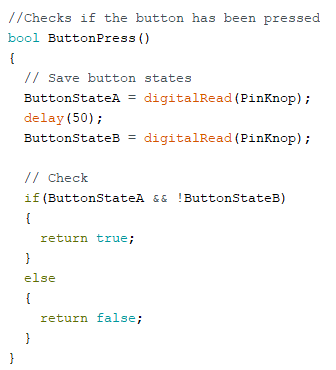 //Checks if the button has been pressed
bool ButtonPress()
{
  // Save button states
  ButtonStateA = digitalRead(PinKnop);
  delay(50);
  ButtonStateB = digitalRead(PinKnop);

  // Check
  if(ButtonStateA && !ButtonStateB)
  {
    return true;
  }
  else
  {
    return false;
  }
}